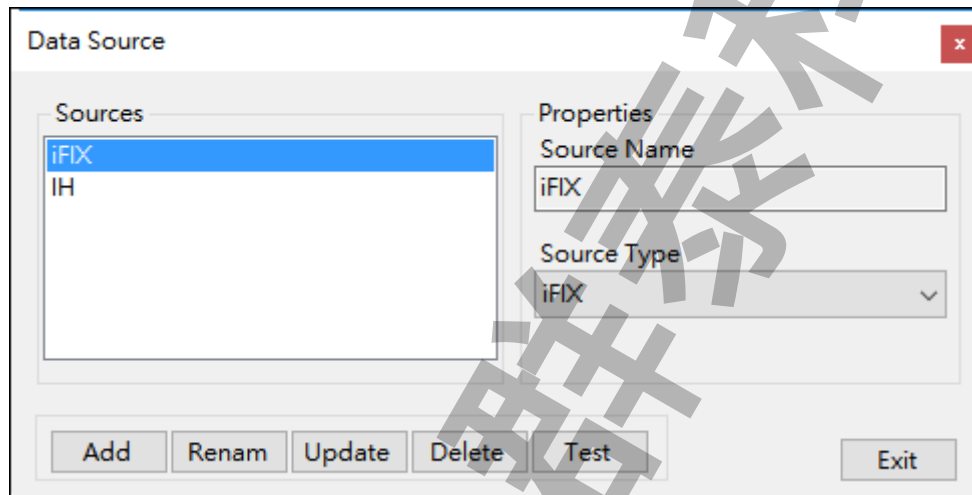 Data Source
x
Sources
iFIX
IH
Properties
Source Name
iFIX
Source Type
iFIX
Add
Renam
Update
Delete
Test
Exit